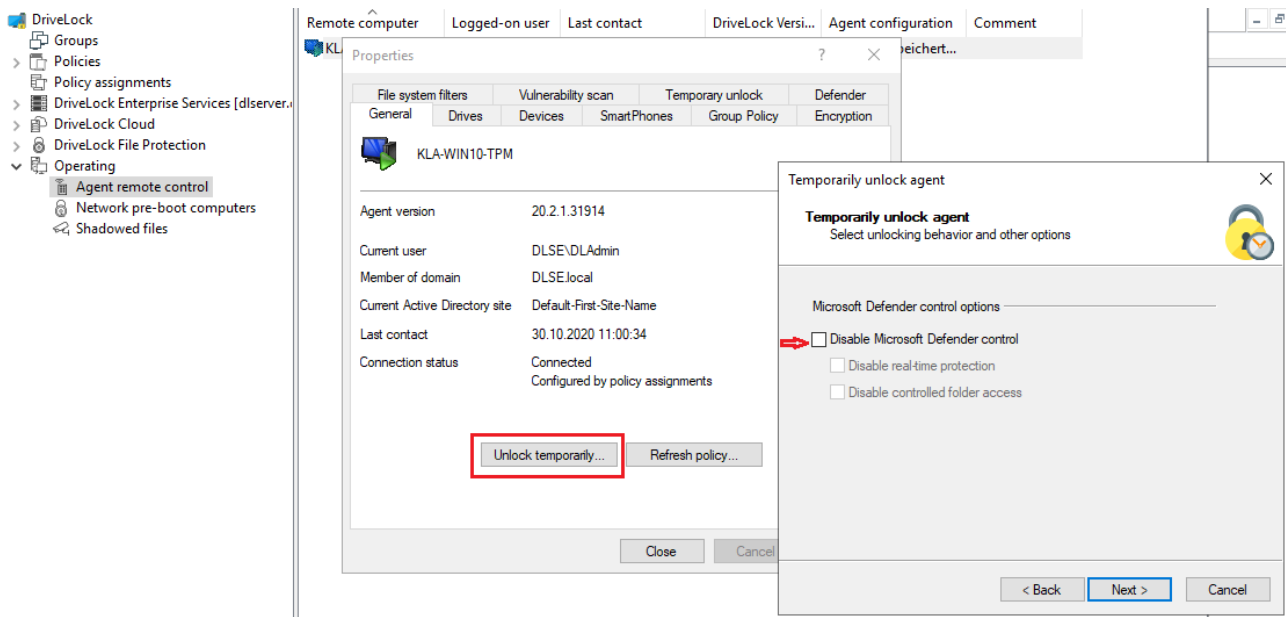 DriveLock
Groups
Policies
Policy assignments
DriveLock Enterprise Services [dlserver.
DriveLock Cloud
DriveLock File Protection
Operating
Agent remote control
Network pre-boot computers
Shadowed files
Remote computer Logged-on user Last contact DriveLock Versi... Agent configuration Comment
KL
peichert...
Properties
?
File system filters Vulnerability scan Temporary unlock Defender
General Drives Devices SmartPhones Group Policy Encryption
KLA-WIN10-TPM
Agent version 20.2.1.31914
Current user DLSE\DLAdmin
Member of domain DLSE.local
Current Active Directory site Default-First-Site-Name
Last contact 30.10.2020 11:00:34
Connection status Connected
Configured by policy assignments
Unlock temporarily... Refresh policy...
Close Cancel
Temporarily unlock agent
Temporarily unlock agent
Select unlocking behavior and other options
Microsoft Defender control options
Disable Microsoft Defender control
Disable real-time protection
Disable controlled folder access
< Back Next > Cancel